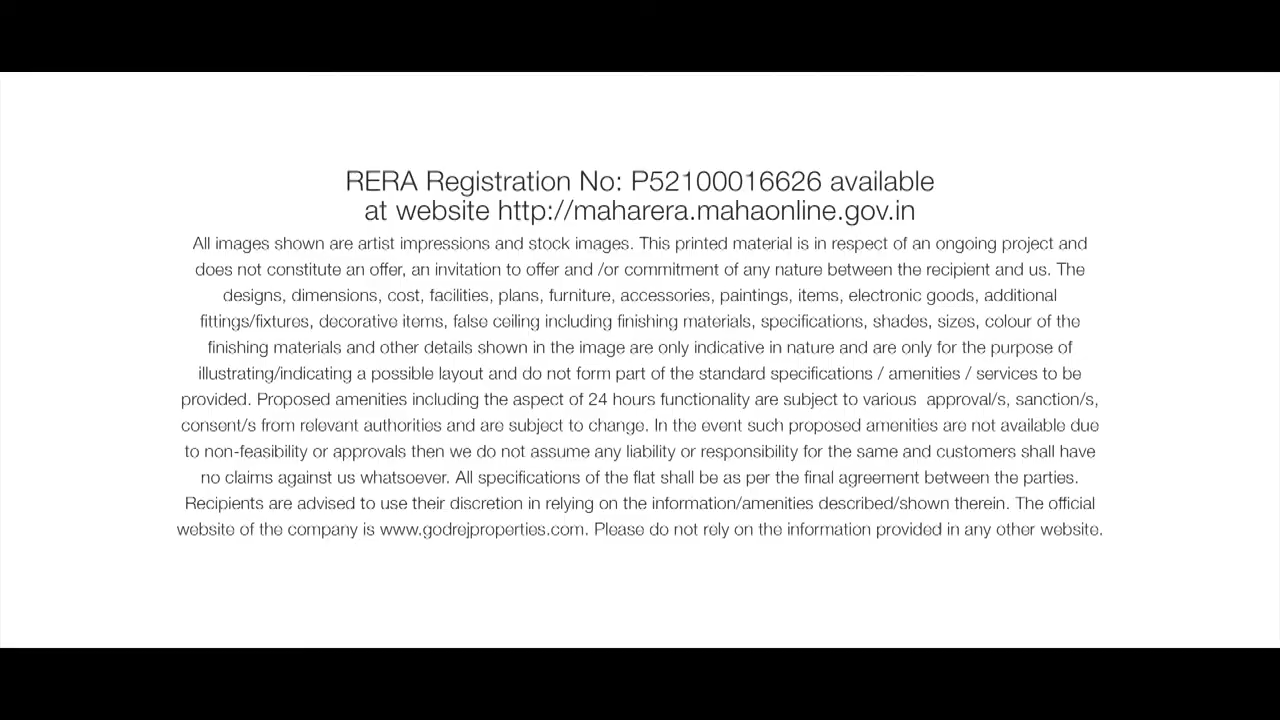 RERA Registration No: P52100016626 available
at website http://maharera.mahaonline.gov.in
All images shown are artist impressions and stock images. This printed material is in respect of an ongoing project and
does not constitute an offer, an invitation to offer and /or commitment of any nature between the recipient and us. The
designs, dimensions, cost, facilities, plans, furniture, accessories, paintings, items, electronic goods, additional
fittings/fixtures, decorative items, false ceiling including finishing materials, specifications, shades, sizes, colour of the
finishing materials and other details shown in the image are only indicative in nature and are only for the purpose of
illustrating/indicating a possible layout and do not form part of the standard specifications / amenities / services to be
provided. Proposed amenities including the aspect of 24 hours functionality are subject to various  approval/s, sanction/s,
consent/s from relevant authorities and are subject to change. In the event such proposed amenities are not available due
to non-feasibility or approvals then we do not assume any liability or responsibility for the same and customers shall have
no claims against us whatsoever. All specifications of the flat shall be as per the final agreement between the parties.
Recipients are advised to use their discretion in relying on the information/amenities described/shown therein. The official
website of the company is www.godrejproperties.com. Please do not rely on the information provided in any other website.